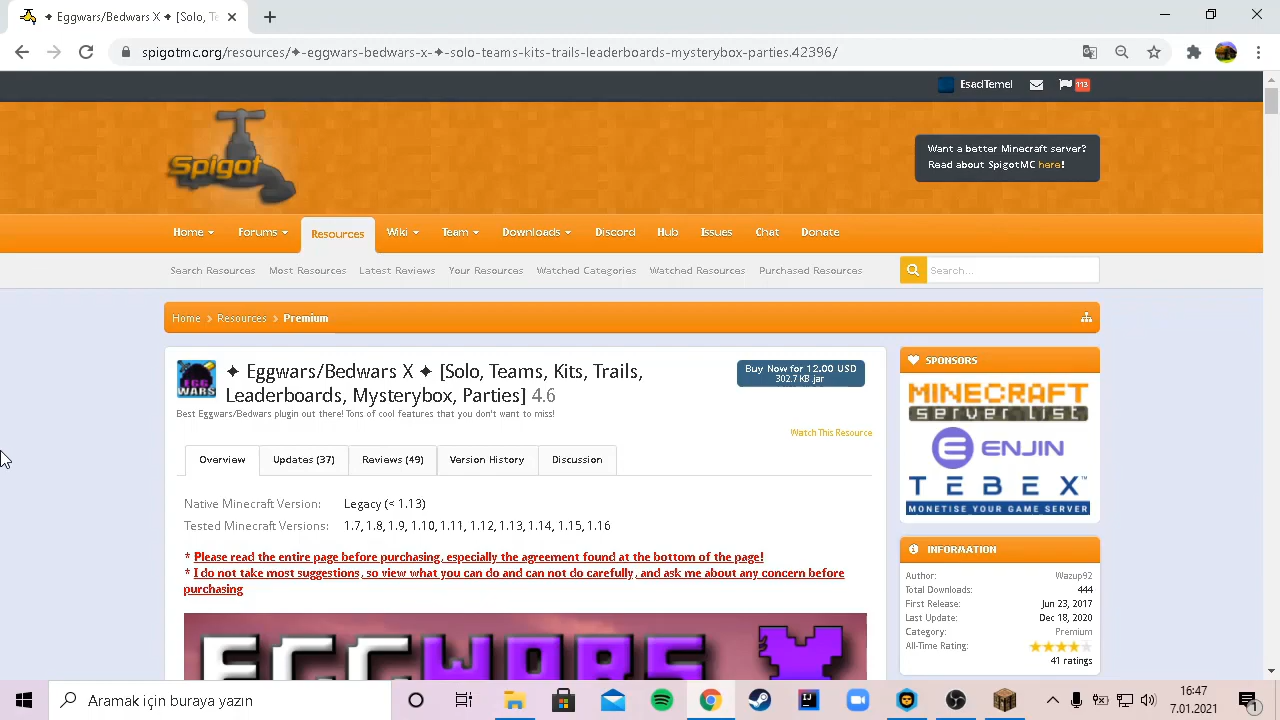 ✦ Eggwars/Bedwars X ✦ [Solo, Te
spigotmc.org/resources/✦-eggwars-bedwars-x-✦-solo-teams-kits-trails-leaderboards-mysterybox-parties.42396/
EsadTemel
113
Spigot
Want a better Minecraft server?
Read about SpigotMC here!
Home Forums Resources Wiki Team Downloads Discord Hub Issues Chat Donate
Search Resources Most Resources Latest Reviews Your Resources Watched Categories Watched Resources Purchased Resources
Search...
Home Resources Premium
EGG
WARS
✦ Eggwars/Bedwars X ✦ [Solo, Teams, Kits, Trails,
Leaderboards, Mysterybox, Parties] 4.6
Best Eggwars/Bedwars plugin out there! Tons of cool features that you don't want to miss!
Buy Now for 12.00 USD
302.7 KB .jar
Watch This Resource
Overview Updates (37) Reviews (49) Version History Discussion
Native Minecraft Version: Legacy (< 1.13)
Tested Minecraft Versions: 1.7, 1.8, 1.9, 1.10, 1.11, 1.12, 1.13, 1.14, 1.15, 1.16
* Please read the entire page before purchasing, especially the agreement found at the bottom of the page!
* I do not take most suggestions, so view what you can do and can not do carefully, and ask me about any concern before
purchasing
EGGWARS X
SPONSORS
MINECRAFT
server list
ENJIN
TEBEX™
MONETISE YOUR GAME SERVER
INFORMATION
Author: Wazup92
Total Downloads: 444
First Release: Jun 23, 2017
Last Update: Dec 18, 2020
Category: Premium
All-Time Rating:
41 ratings
Aramak için buraya yazın
16:47
7.01.2021
1